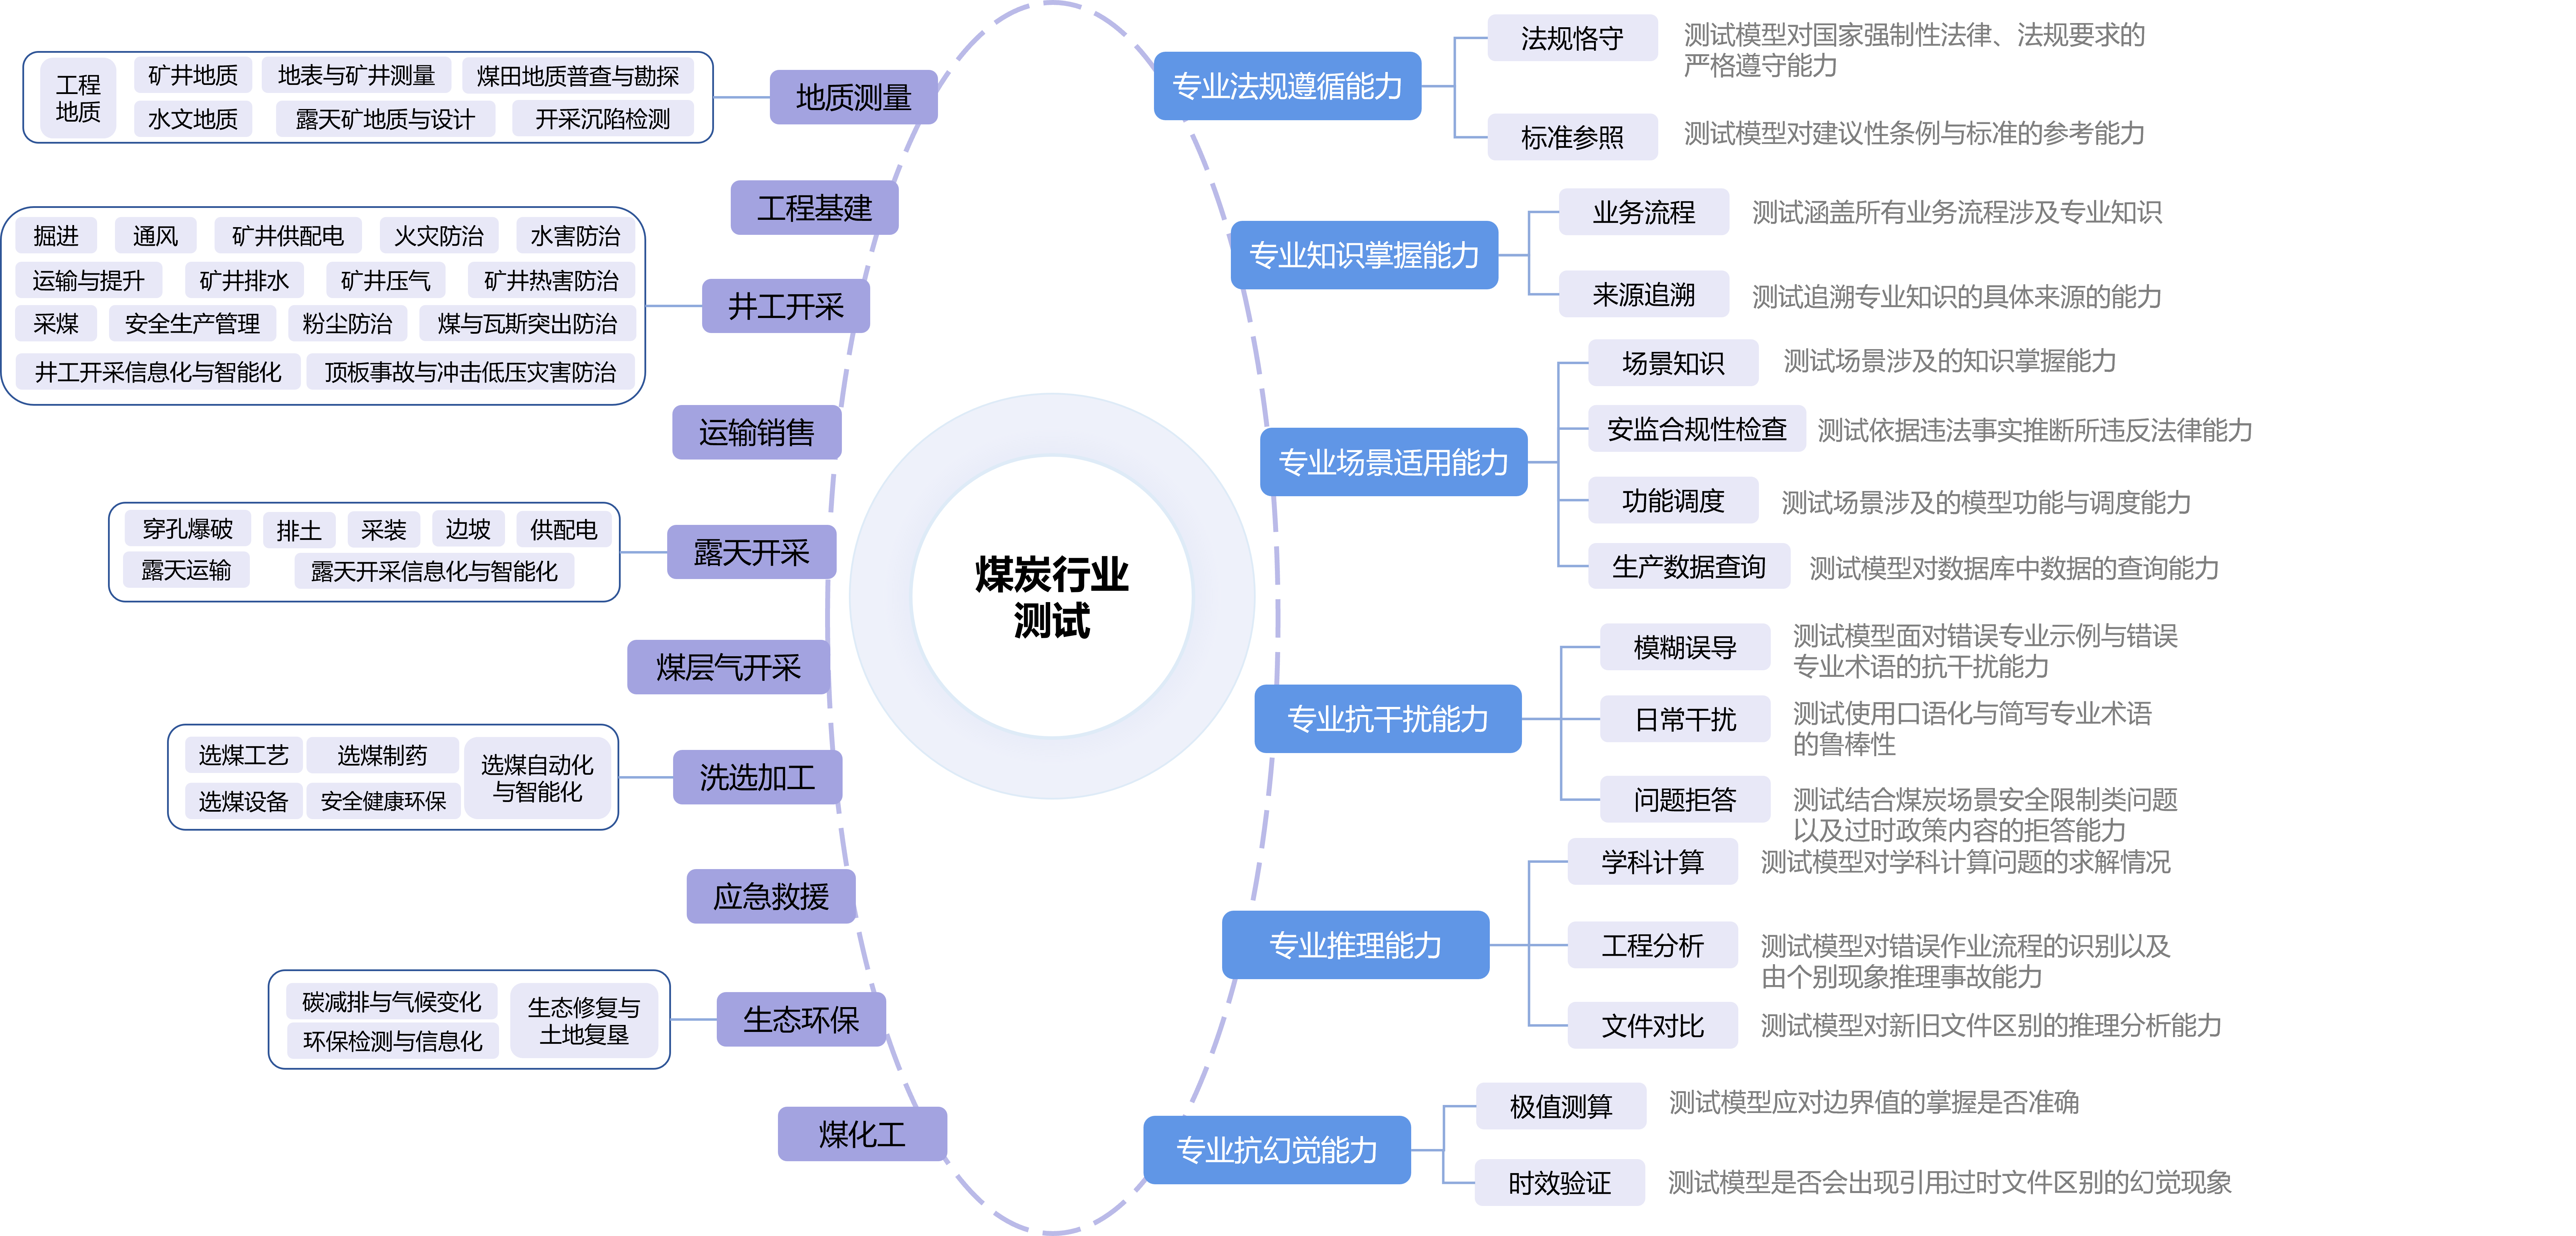 工程
地质
矿井地质
地表与矿井测量
煤田地质普查与勘探
水文地质
露天矿地质与设计
开采沉陷检测
地质测量
工程基建
掘进
通风
矿井供配电
火灾防治
水害防治
运输与提升
矿井排水
矿井压气
矿井热害防治
采煤
安全生产管理
粉尘防治
煤与瓦斯突出防治
井工开采信息化与智能化
顶板事故与冲击低压灾害防治
井工开采
运输销售
穿孔爆破
排土
采装
边坡
供配电
露天运输
露天开采信息化与智能化
露天开采
煤层气开采
选煤工艺
选煤制药
选煤自动化
与智能化
选煤设备
安全健康环保
洗选加工
应急救援
碳减排与气候变化
生态修复与
土地复垦
环保检测与信息化
生态环保
煤化工
煤炭行业
测试
专业法规遵循能力
法规恪守
测试模型对国家强制性法律、法规要求的
严格遵守能力
标准参照
测试模型对建议性条例与标准的参考能力
专业知识掌握能力
业务流程
测试涵盖所有业务流程涉及专业知识
来源追溯
测试追溯专业知识的具体来源的能力
专业场景适用能力
场景知识
测试场景涉及的知识掌握能力
安监合规性检查
测试依据违法事实推断所违反法律能力
功能调度
测试场景涉及的模型功能与调度能力
生产数据查询
测试模型对数据库中数据的查询能力
专业抗干扰能力
模糊误导
测试模型面对错误专业示例与错误
专业术语的抗干扰能力
日常干扰
测试使用口语化与简写专业术语
的鲁棒性
问题拒答
测试结合煤炭场景安全限制类问题
以及过时政策内容的拒答能力
专业推理能力
学科计算
测试模型对学科计算问题的求解情况
工程分析
测试模型对错误作业流程的识别以及
由个别现象推理事故能力
文件对比
测试模型对新旧文件区别的推理分析能力
专业抗幻觉能力
极值测算
测试模型应对边界值的掌握是否准确
时效验证
测试模型是否会出现引用过时文件区别的幻觉现象